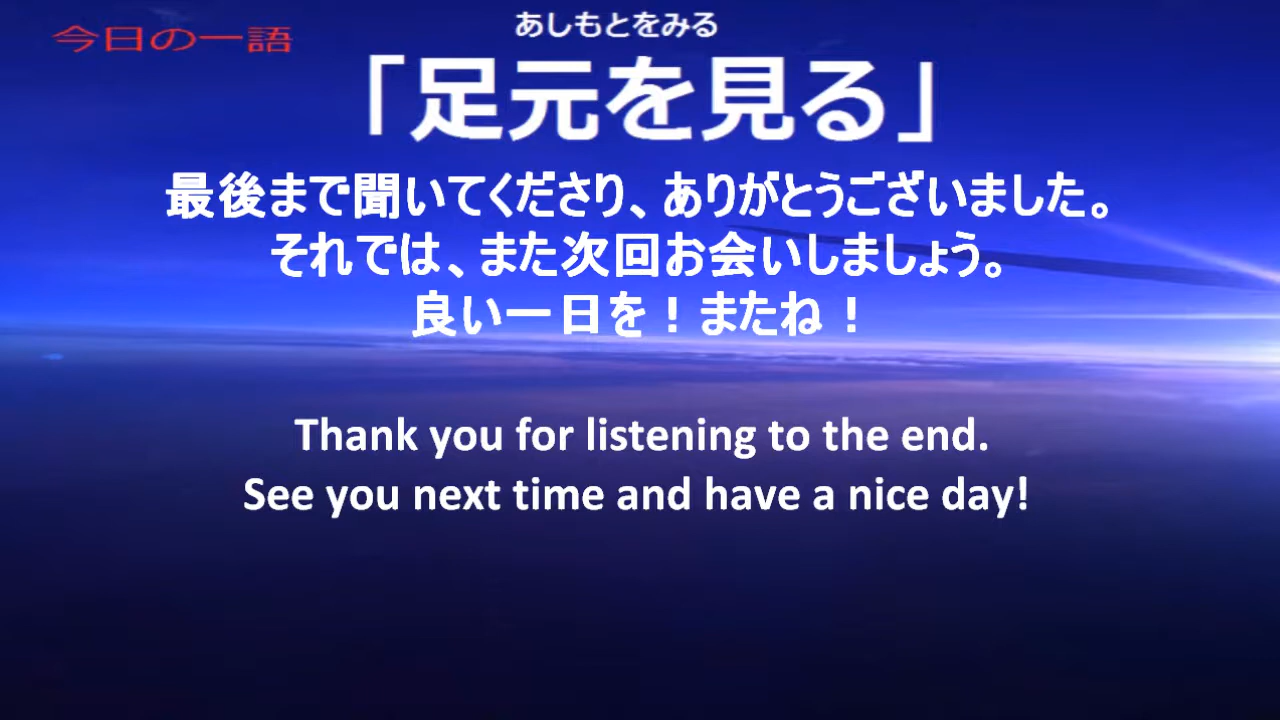 今日の一語
あしもとをみる
「足元を見る」
最後まで聞いてくださり、ありがとうございました。
それでは、また次回お会いしましょう。
良い一日を！またね！
Thank you for listening to the end.
See you next time and have a nice day!